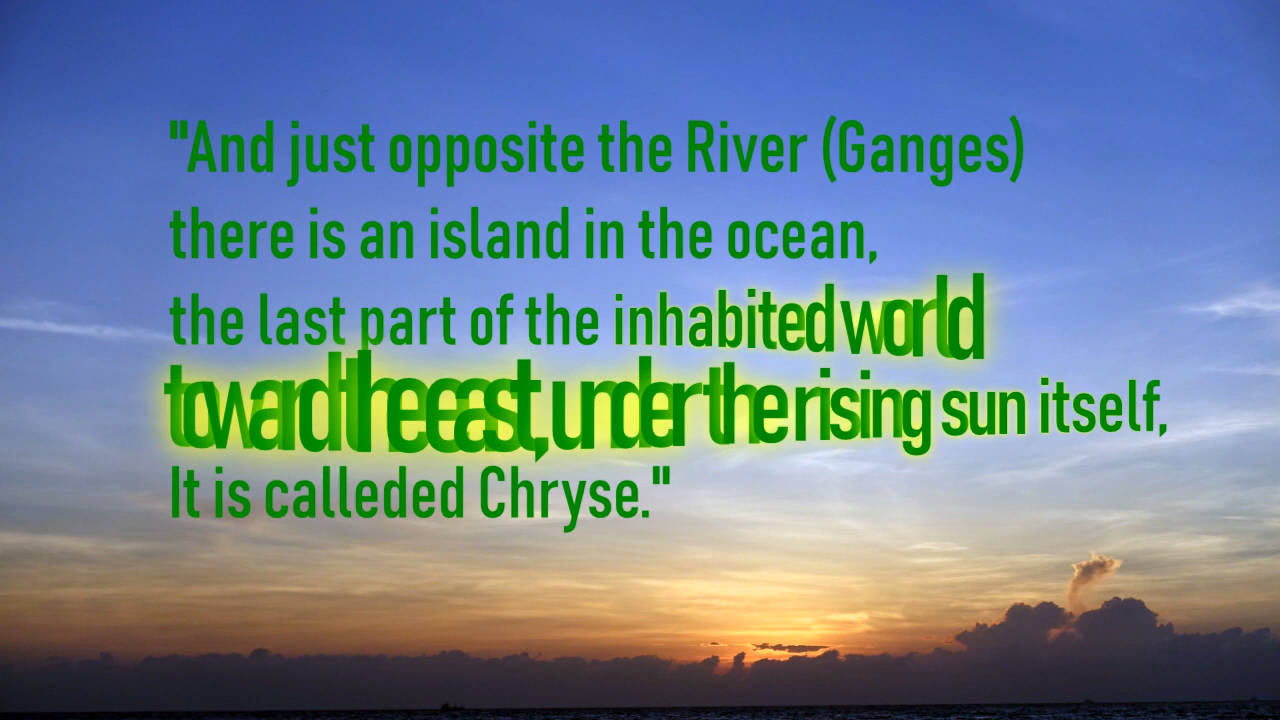 "And just opposite the River (Ganges)
there is an island in the ocean,
the last part of the inhabited world
toward the east, under the rising sun itself,
It is calleded Chryse."